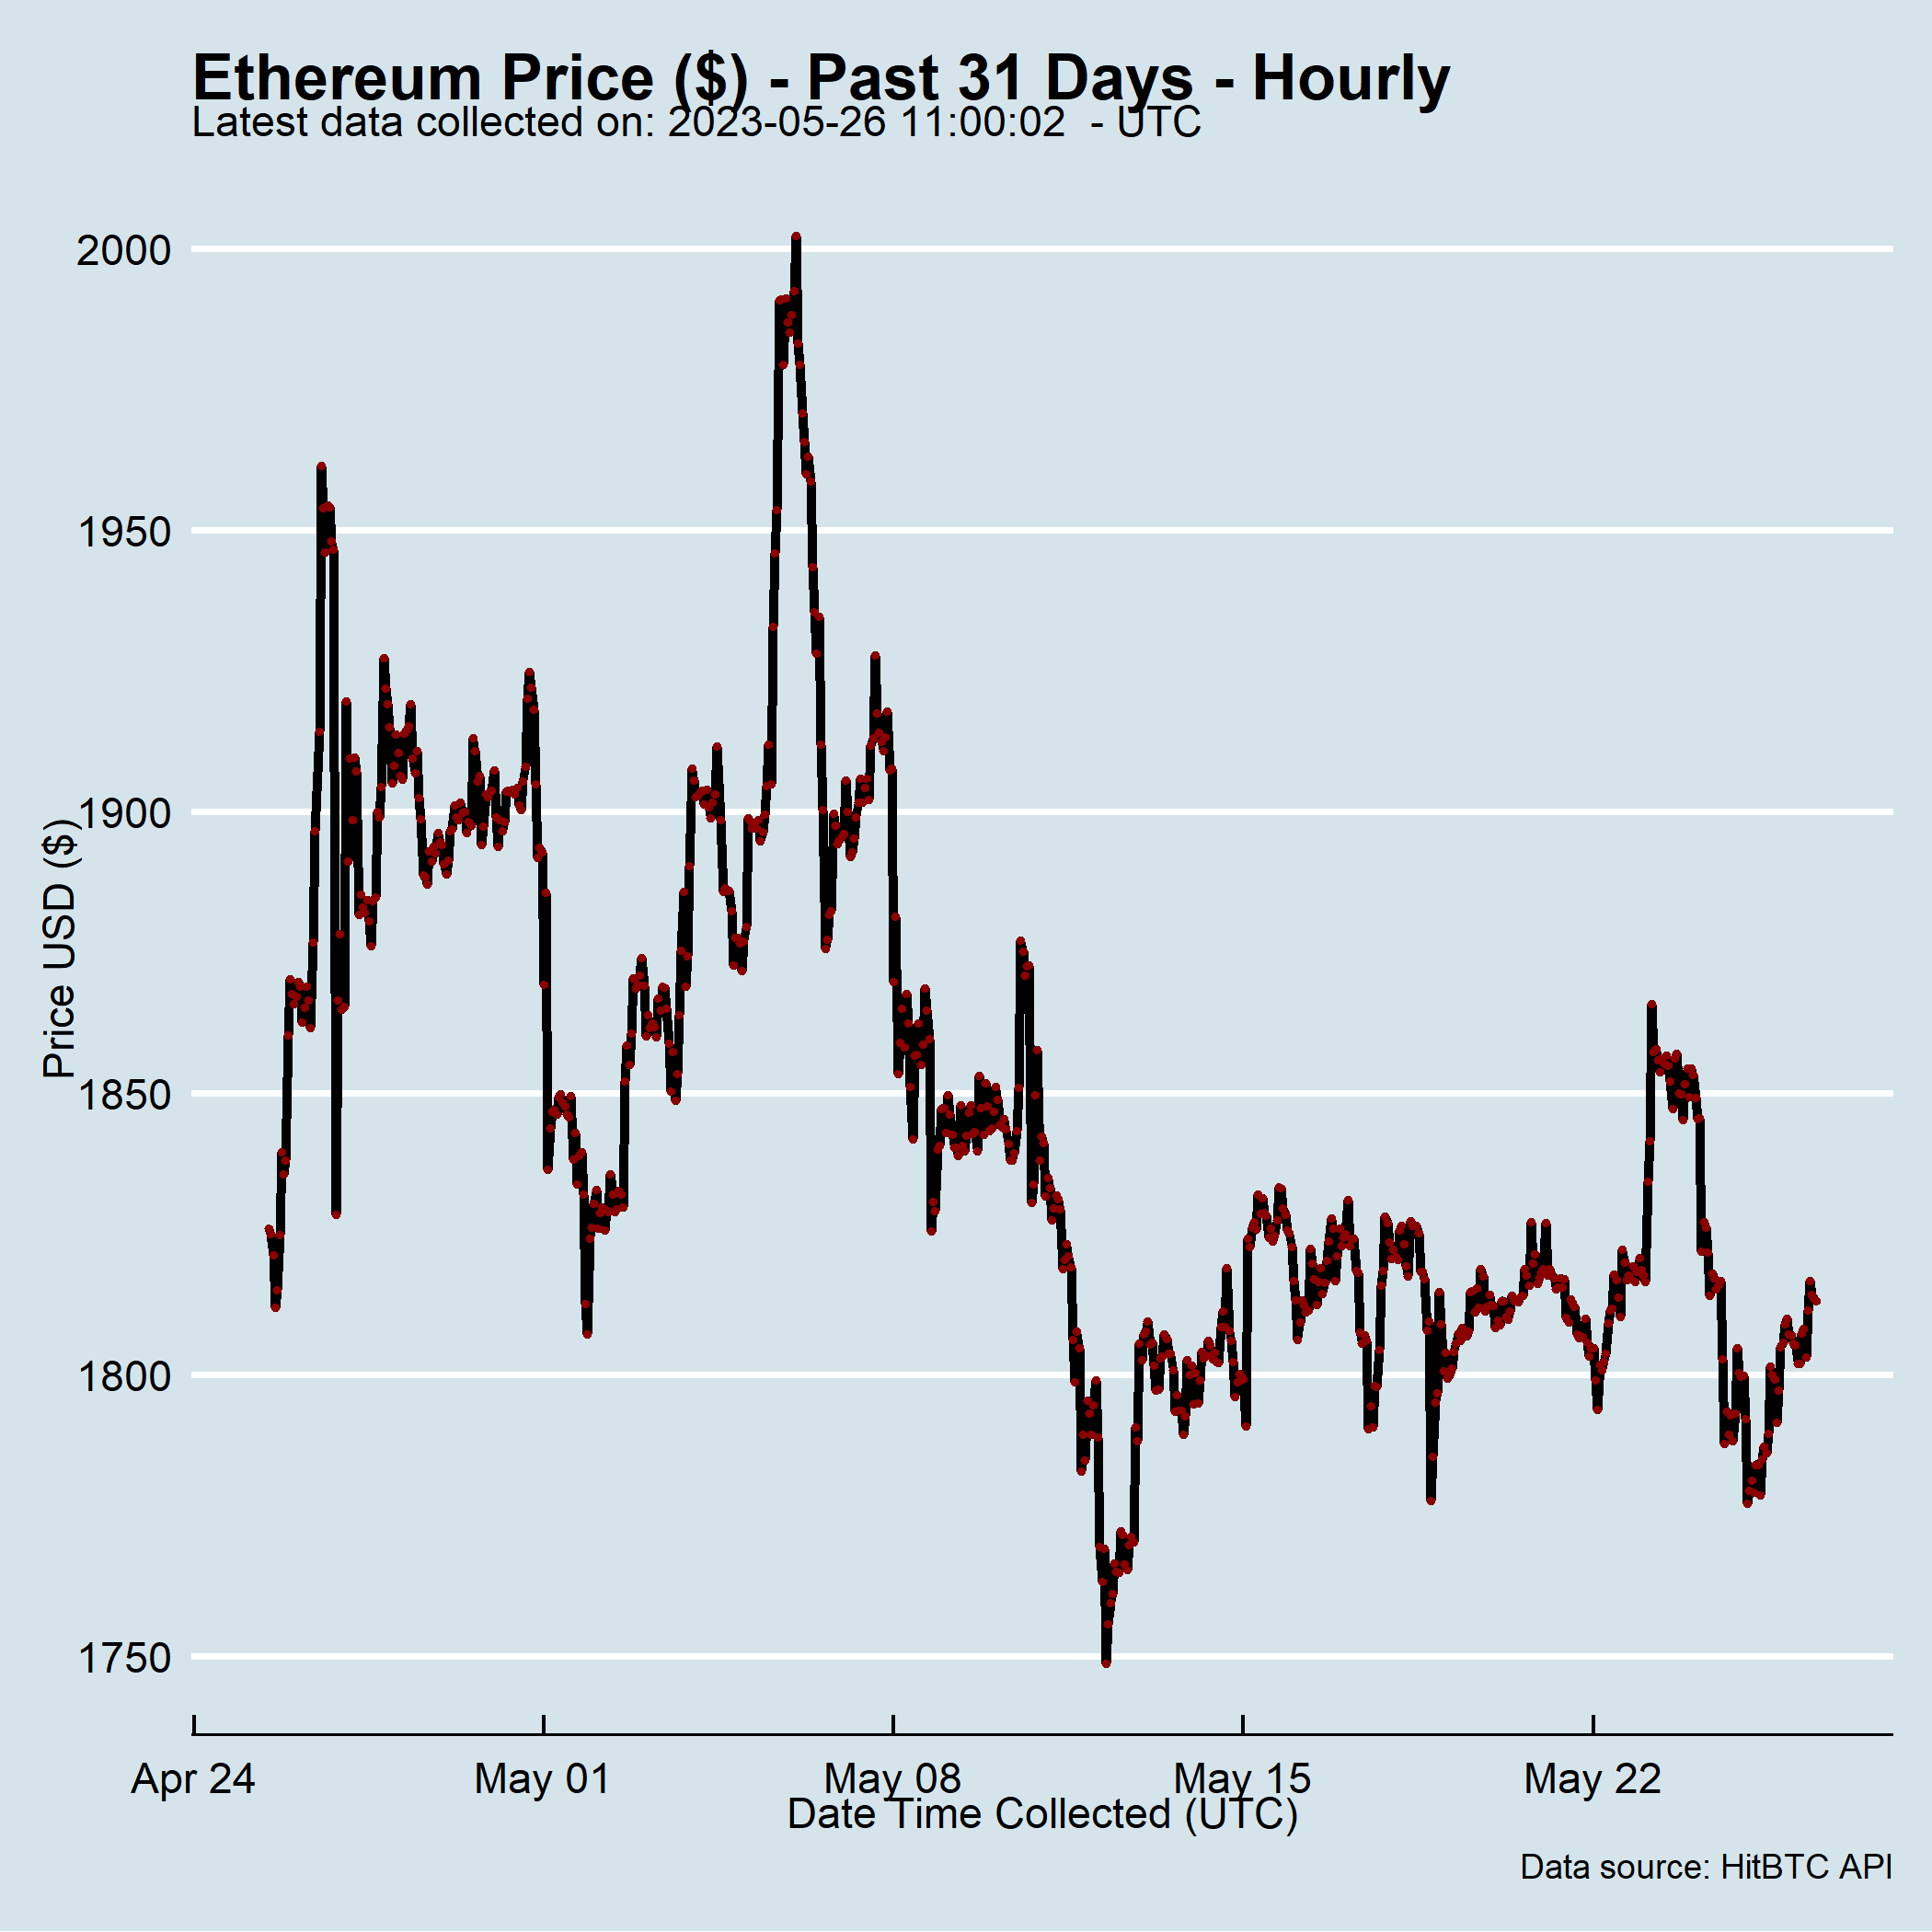 Ethereum Price ($) - Past 31 Days - Hourly
Latest data collected on: 2023-05-26 11:00:02  - UTC
Price USD ($)
2000
1950
1900
1850
1800
1750
Apr 24
May 01
May 08
May 15
May 22
Date Time Collected (UTC)
Data source: HitBTC API